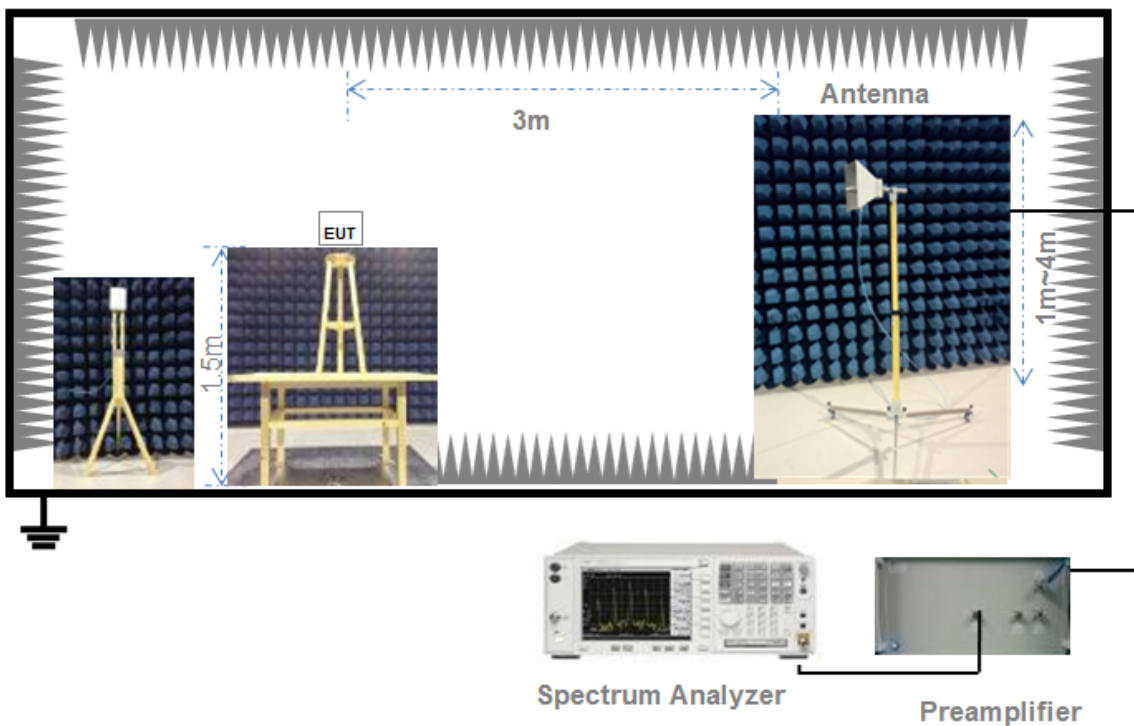 Antenna
3m
EUT
1.5m
1m~4m
Spectrum Analyzer
Preamplifier